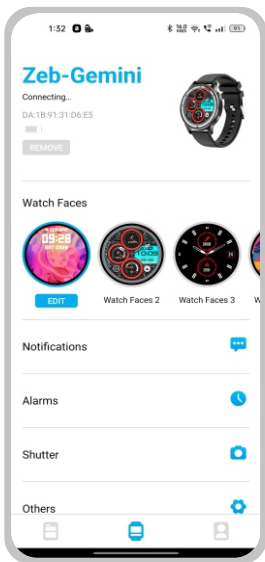 1:32
Zeb-Gemini
Connecting...
DA:1B:91:31:D6:E5
REMOVE
Watch Faces
09:28
EDIT
Watch Faces 2
Watch Faces 3
W
Notifications
Alarms
Shutter
Others